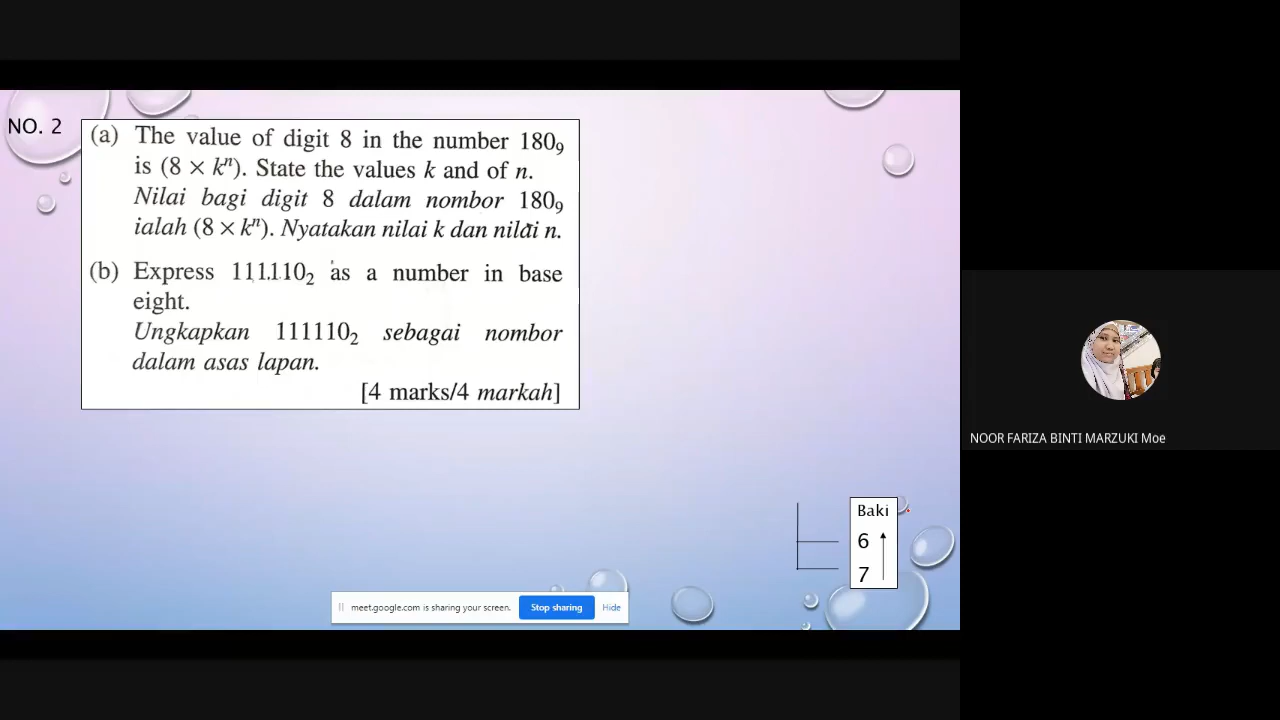 NO. 2
(a) The value of digit 8 in the number 180₉
is (8 × kⁿ). State the values k and of n.
Nilai bagi digit 8 dalam nombor 180₉
ialah (8 × kⁿ). Nyatakan nilai k dan nilai n.
(b) Express 111110₂ as a number in base
eight.
Ungkapkan 111110₂ sebagai nombor
dalam asas lapan.
[4 marks/4 markah]
Baki
6
7
meet.google.com is sharing your screen. Stop sharing Hide
NOOR FARIZA BINTI MARZUKI Moe